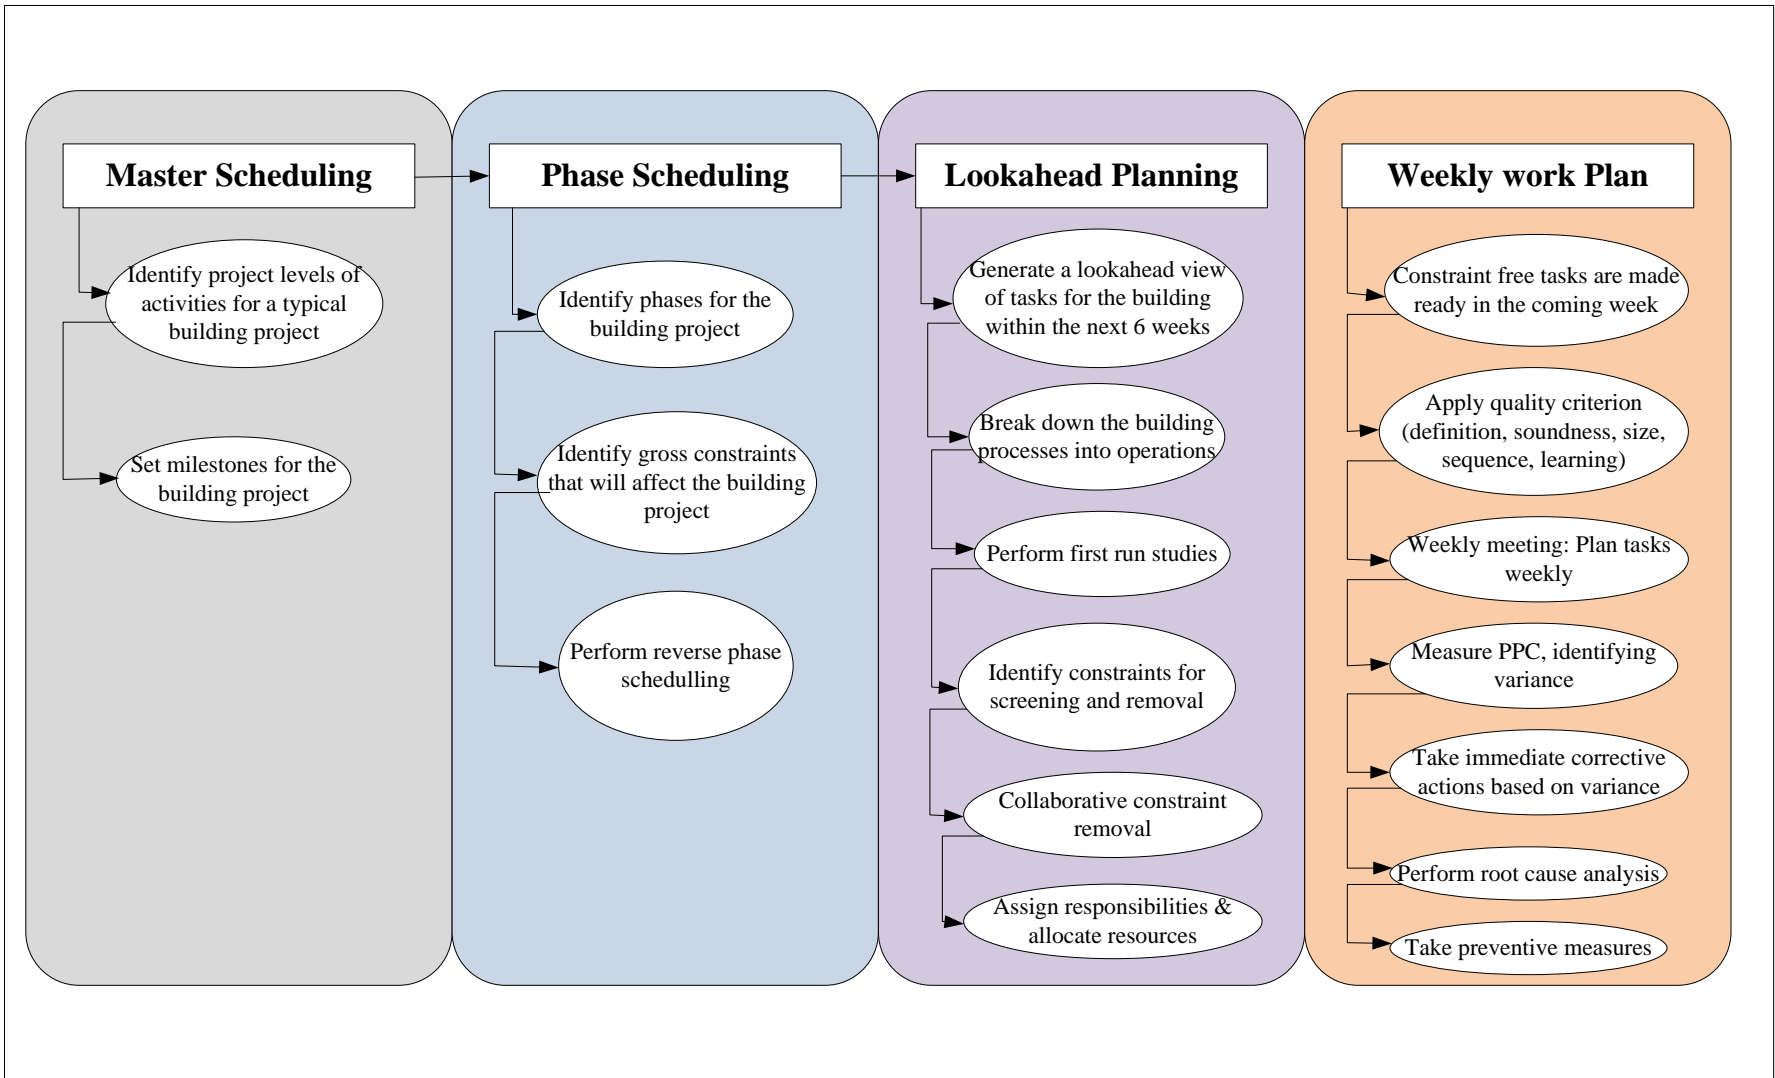 Master Scheduling
Identify project levels of
activities for a typical
building project
Set milestones for the
building project
Phase Scheduling
Identify phases for the
building project
Identify gross constraints
that will affect the building
project
Perform reverse phase
schedulling
Lookahead Planning
Generate a lookahead view
of tasks for the building
within the next 6 weeks
Break down the building
processes into operations
Perform first run studies
Identify constraints for
screening and removal
Collaborative constraint
removal
Assign responsibilities &
allocate resources
Weekly work Plan
Constraint free tasks are made
ready in the coming week
Apply quality criterion
(definition, soundness, size,
sequence, learning)
Weekly meeting: Plan tasks
weekly
Measure PPC, identifying
variance
Take immediate corrective
actions based on variance
Perform root cause analysis
Take preventive measures